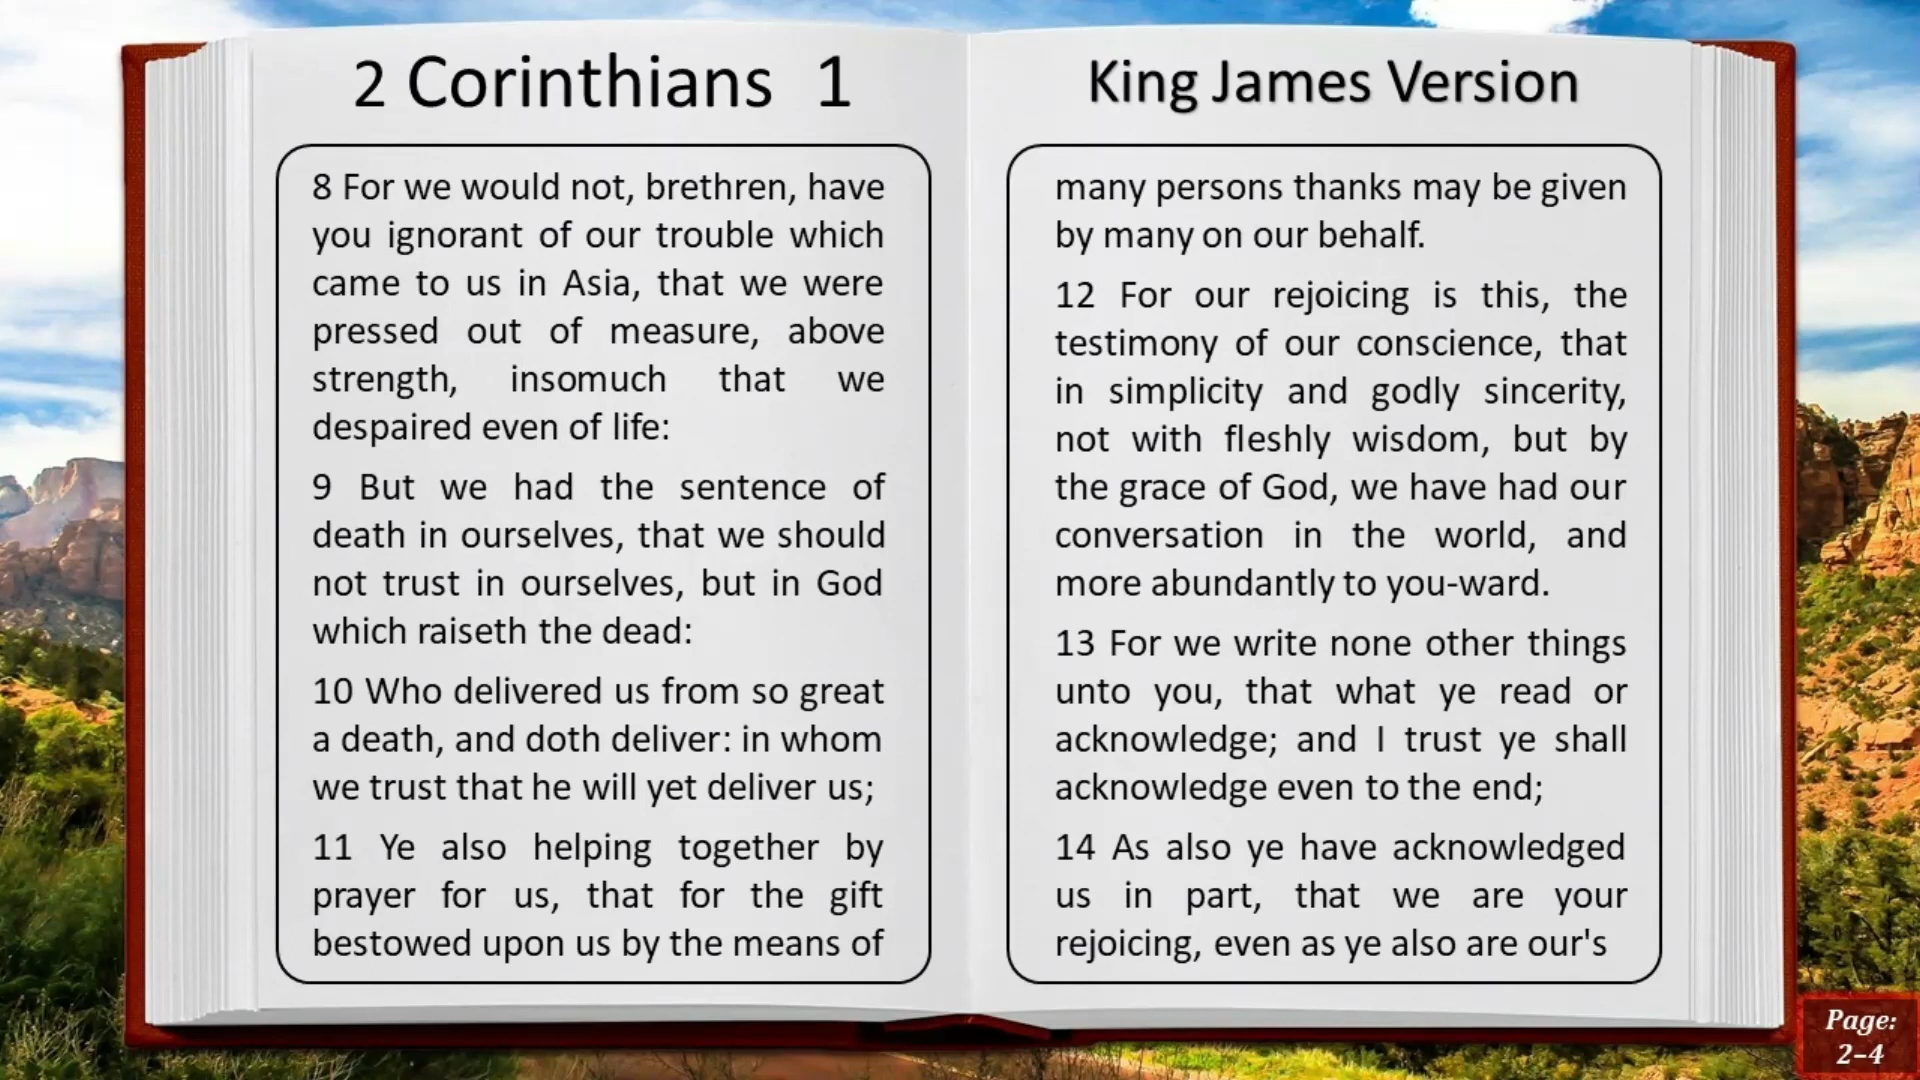 2 Corinthians 1
8 For we would not, brethren, have
you ignorant of our trouble which
came to us in Asia, that we were
pressed out of measure, above
strength, insomuch that we
despaired even of life:
9 But we had the sentence of
death in ourselves, that we should
not trust in ourselves, but in God
which raiseth the dead:
10 Who delivered us from so great
a death, and doth deliver: in whom
we trust that he will yet deliver us;
11 Ye also helping together by
prayer for us, that for the gift
bestowed upon us by the means of
King James Version
many persons thanks may be given
by many on our behalf.
12 For our rejoicing is this, the
testimony of our conscience, that
in simplicity and godly sincerity,
not with fleshly wisdom, but by
the grace of God, we have had our
conversation in the world, and
more abundantly to you-ward.
13 For we write none other things
unto you, that what ye read or
acknowledge; and I trust ye shall
acknowledge even to the end;
14 As also ye have acknowledged
us in part, that we are your
rejoicing, even as ye also are our's
Page:
2–4